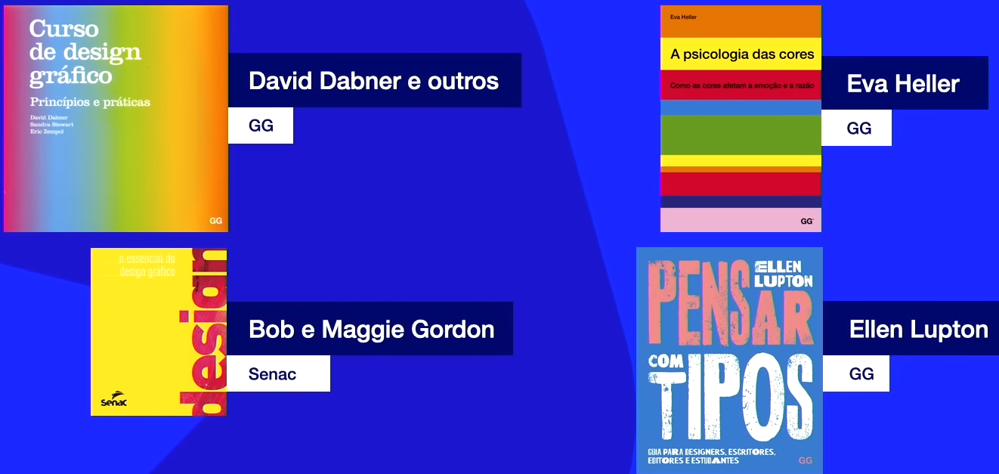 Curso
de design
gráfico
Princípios e práticas
David Dabner
Sandra Stewart
Eric Zempol
GG
David Dabner e outros
GG
Eva Heller
A psicologia das cores
Como as cores afetam a emoção e a razão
GG
Eva Heller
GG
o essencial do
design gráfico
design
senac
Bob e Maggie Gordon
Senac
PENSAR
ELLEN
LUPTON
COM
TIPOS
GUIA PARA DESIGNERS, ESCRITORES,
EDITORES E ESTUDANTES
GG
Ellen Lupton
GG